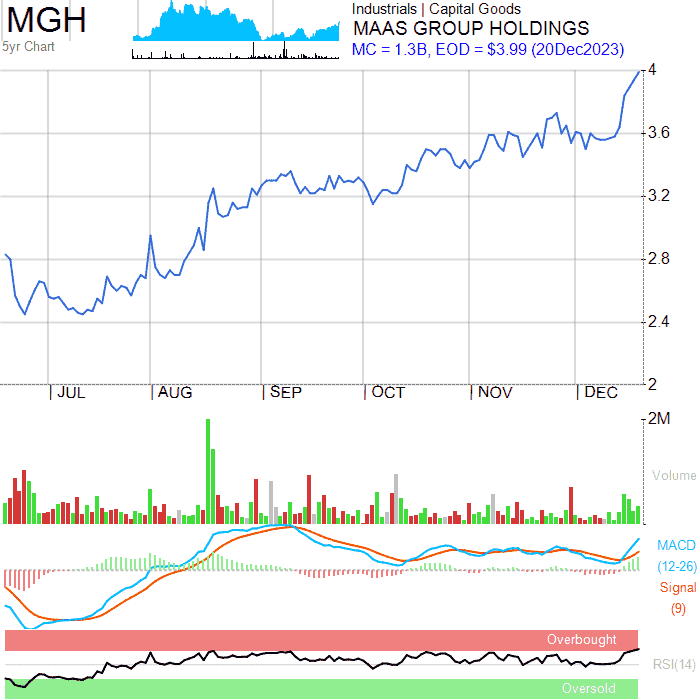 MGH
5yr Chart
Industrials | Capital Goods
MAAS GROUP HOLDINGS
MC = 1.3B, EOD = $3.99 (20Dec2023)
4
3.6
3.2
2.8
2.4
2
JUL AUG SEP OCT NOV DEC
2M
Volume
MACD
(12-26)
Signal
(9)
Overbought
RSI(14)
Oversold